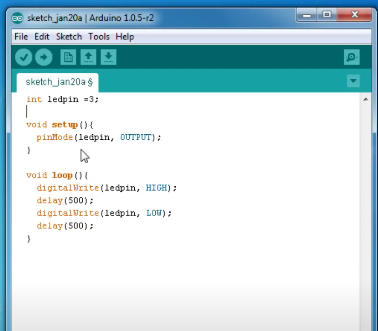 sketch_jan20a | Arduino 1.0.5-r2
File Edit Sketch Tools Help
sketch_jan20a §
int ledpin =3;
void setup(){
pinMode(ledpin, OUTPUT);
}
void loop(){
digitalWrite(ledpin, HIGH);
delay(500);
digitalWrite(ledpin, LOW);
delay(500);
}